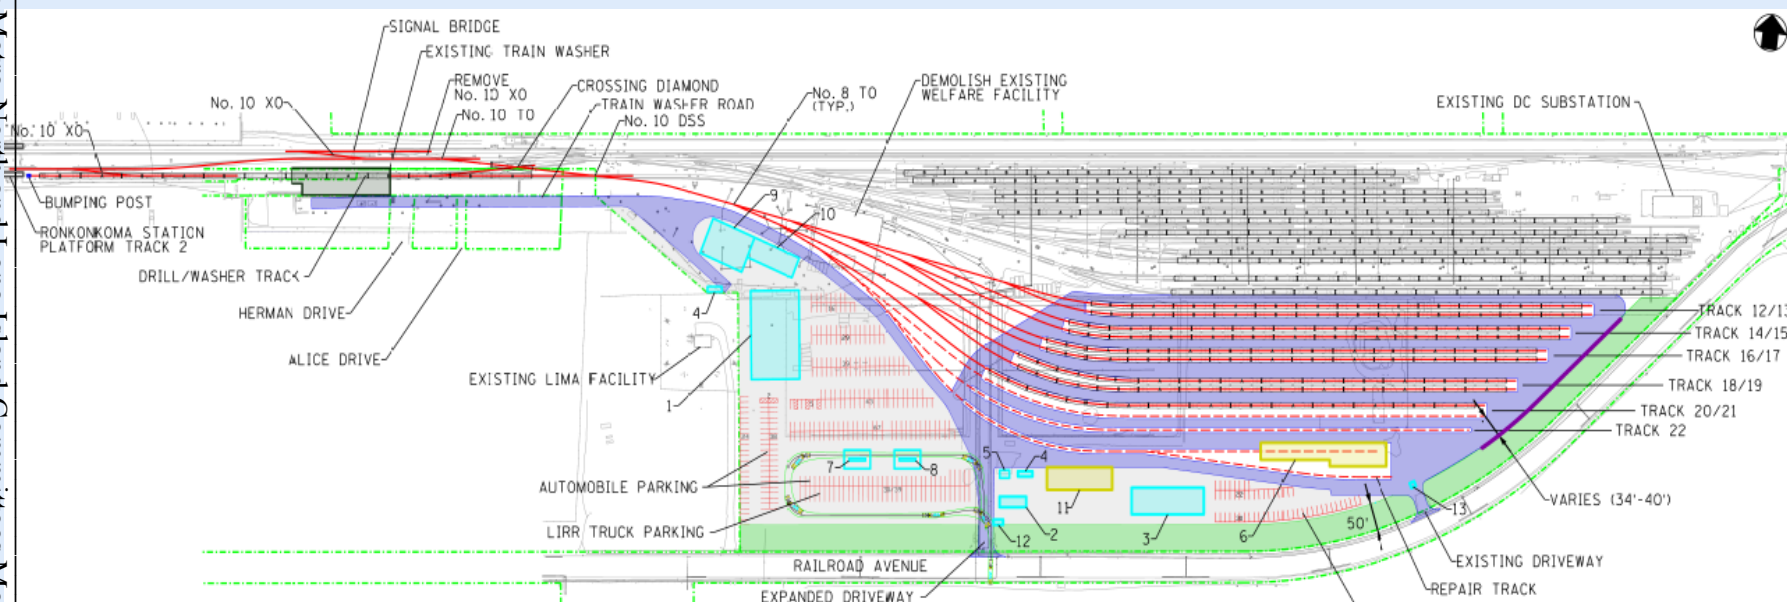 SIGNAL BRIDGE
EXISTING TRAIN WASHER
REMOVE
No. 10 XO
No. 10 XO
No. 10 TO
CROSSING DIAMOND
TRAIN WASHER ROAD
No. 10 DSS
No. 8 TO
(TYP.)
DEMOLISH EXISTING
WELFARE FACILITY
EXISTING DC SUBSTATION
No. 10 XO
BUMPING POST
RONKONKOMA STATION
PLATFORM TRACK 2
DRILL/WASHER TRACK
HERMAN DRIVE
ALICE DRIVE
9
10
4
EXISTING LIMA FACILITY
1
TRACK 12/13
TRACK 14/15
TRACK 16/17
TRACK 18/19
TRACK 20/21
TRACK 22
AUTOMOBILE PARKING
LIRR TRUCK PARKING
7
8
5
4
11
2
12
3
6
50'
13
VARIES (34'-40')
EXISTING DRIVEWAY
REPAIR TRACK
RAILROAD AVENUE
EXPANDED DRIVEWAY